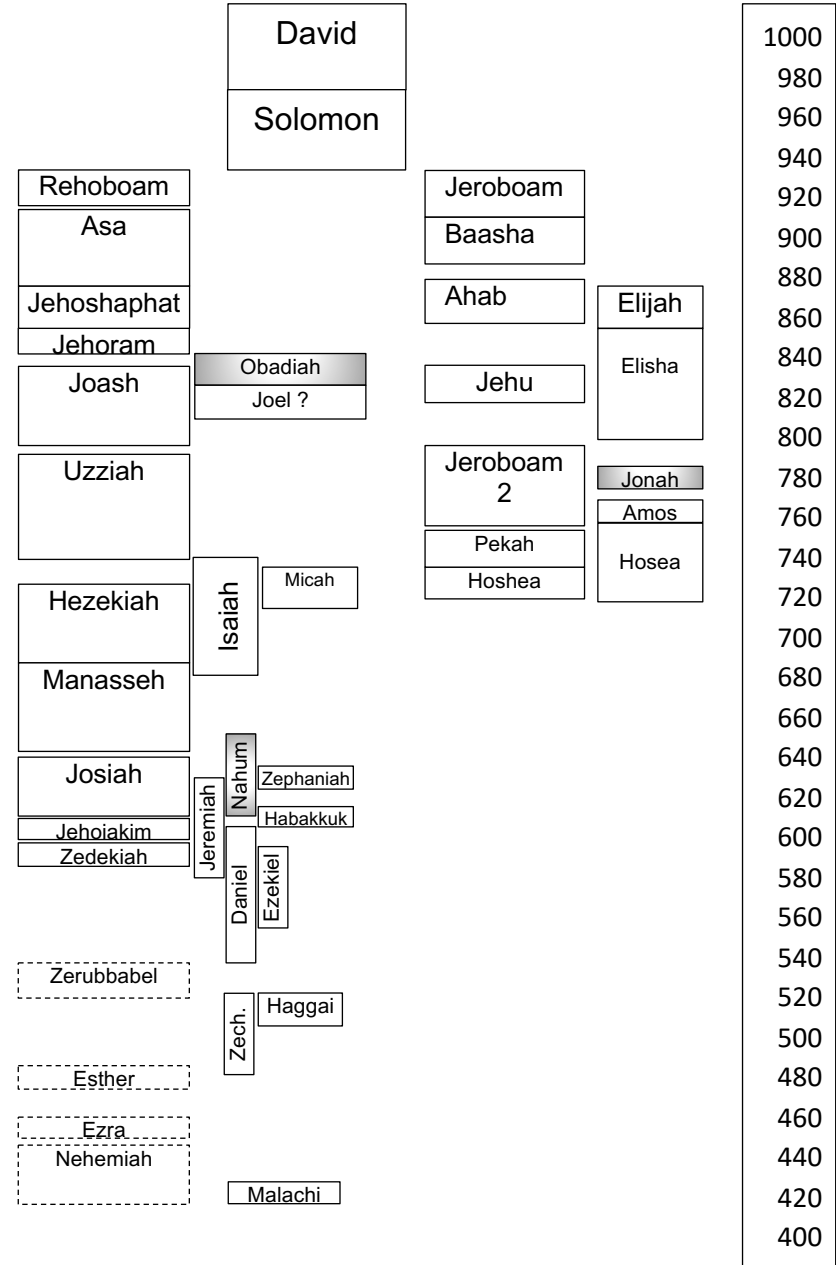 David
Solomon
Rehoboam
Asa
Jehoshaphat
Jehoram
Joash
Uzziah
Hezekiah
Manasseh
Josiah
Jehoiakim
Zedekiah
Zerubbabel
Esther
Ezra
Nehemiah
Obadiah
Joel ?
Isaiah
Micah
Jeremiah
Nahum
Zephaniah
Habakkuk
Daniel
Ezekiel
Zech.
Haggai
Malachi
Jeroboam
Baasha
Ahab
Jehu
Jeroboam
2
Pekah
Hoshea
Elijah
Elisha
Jonah
Amos
Hosea
1000
980
960
940
920
900
880
860
840
820
800
780
760
740
720
700
680
660
640
620
600
580
560
540
520
500
480
460
440
420
400